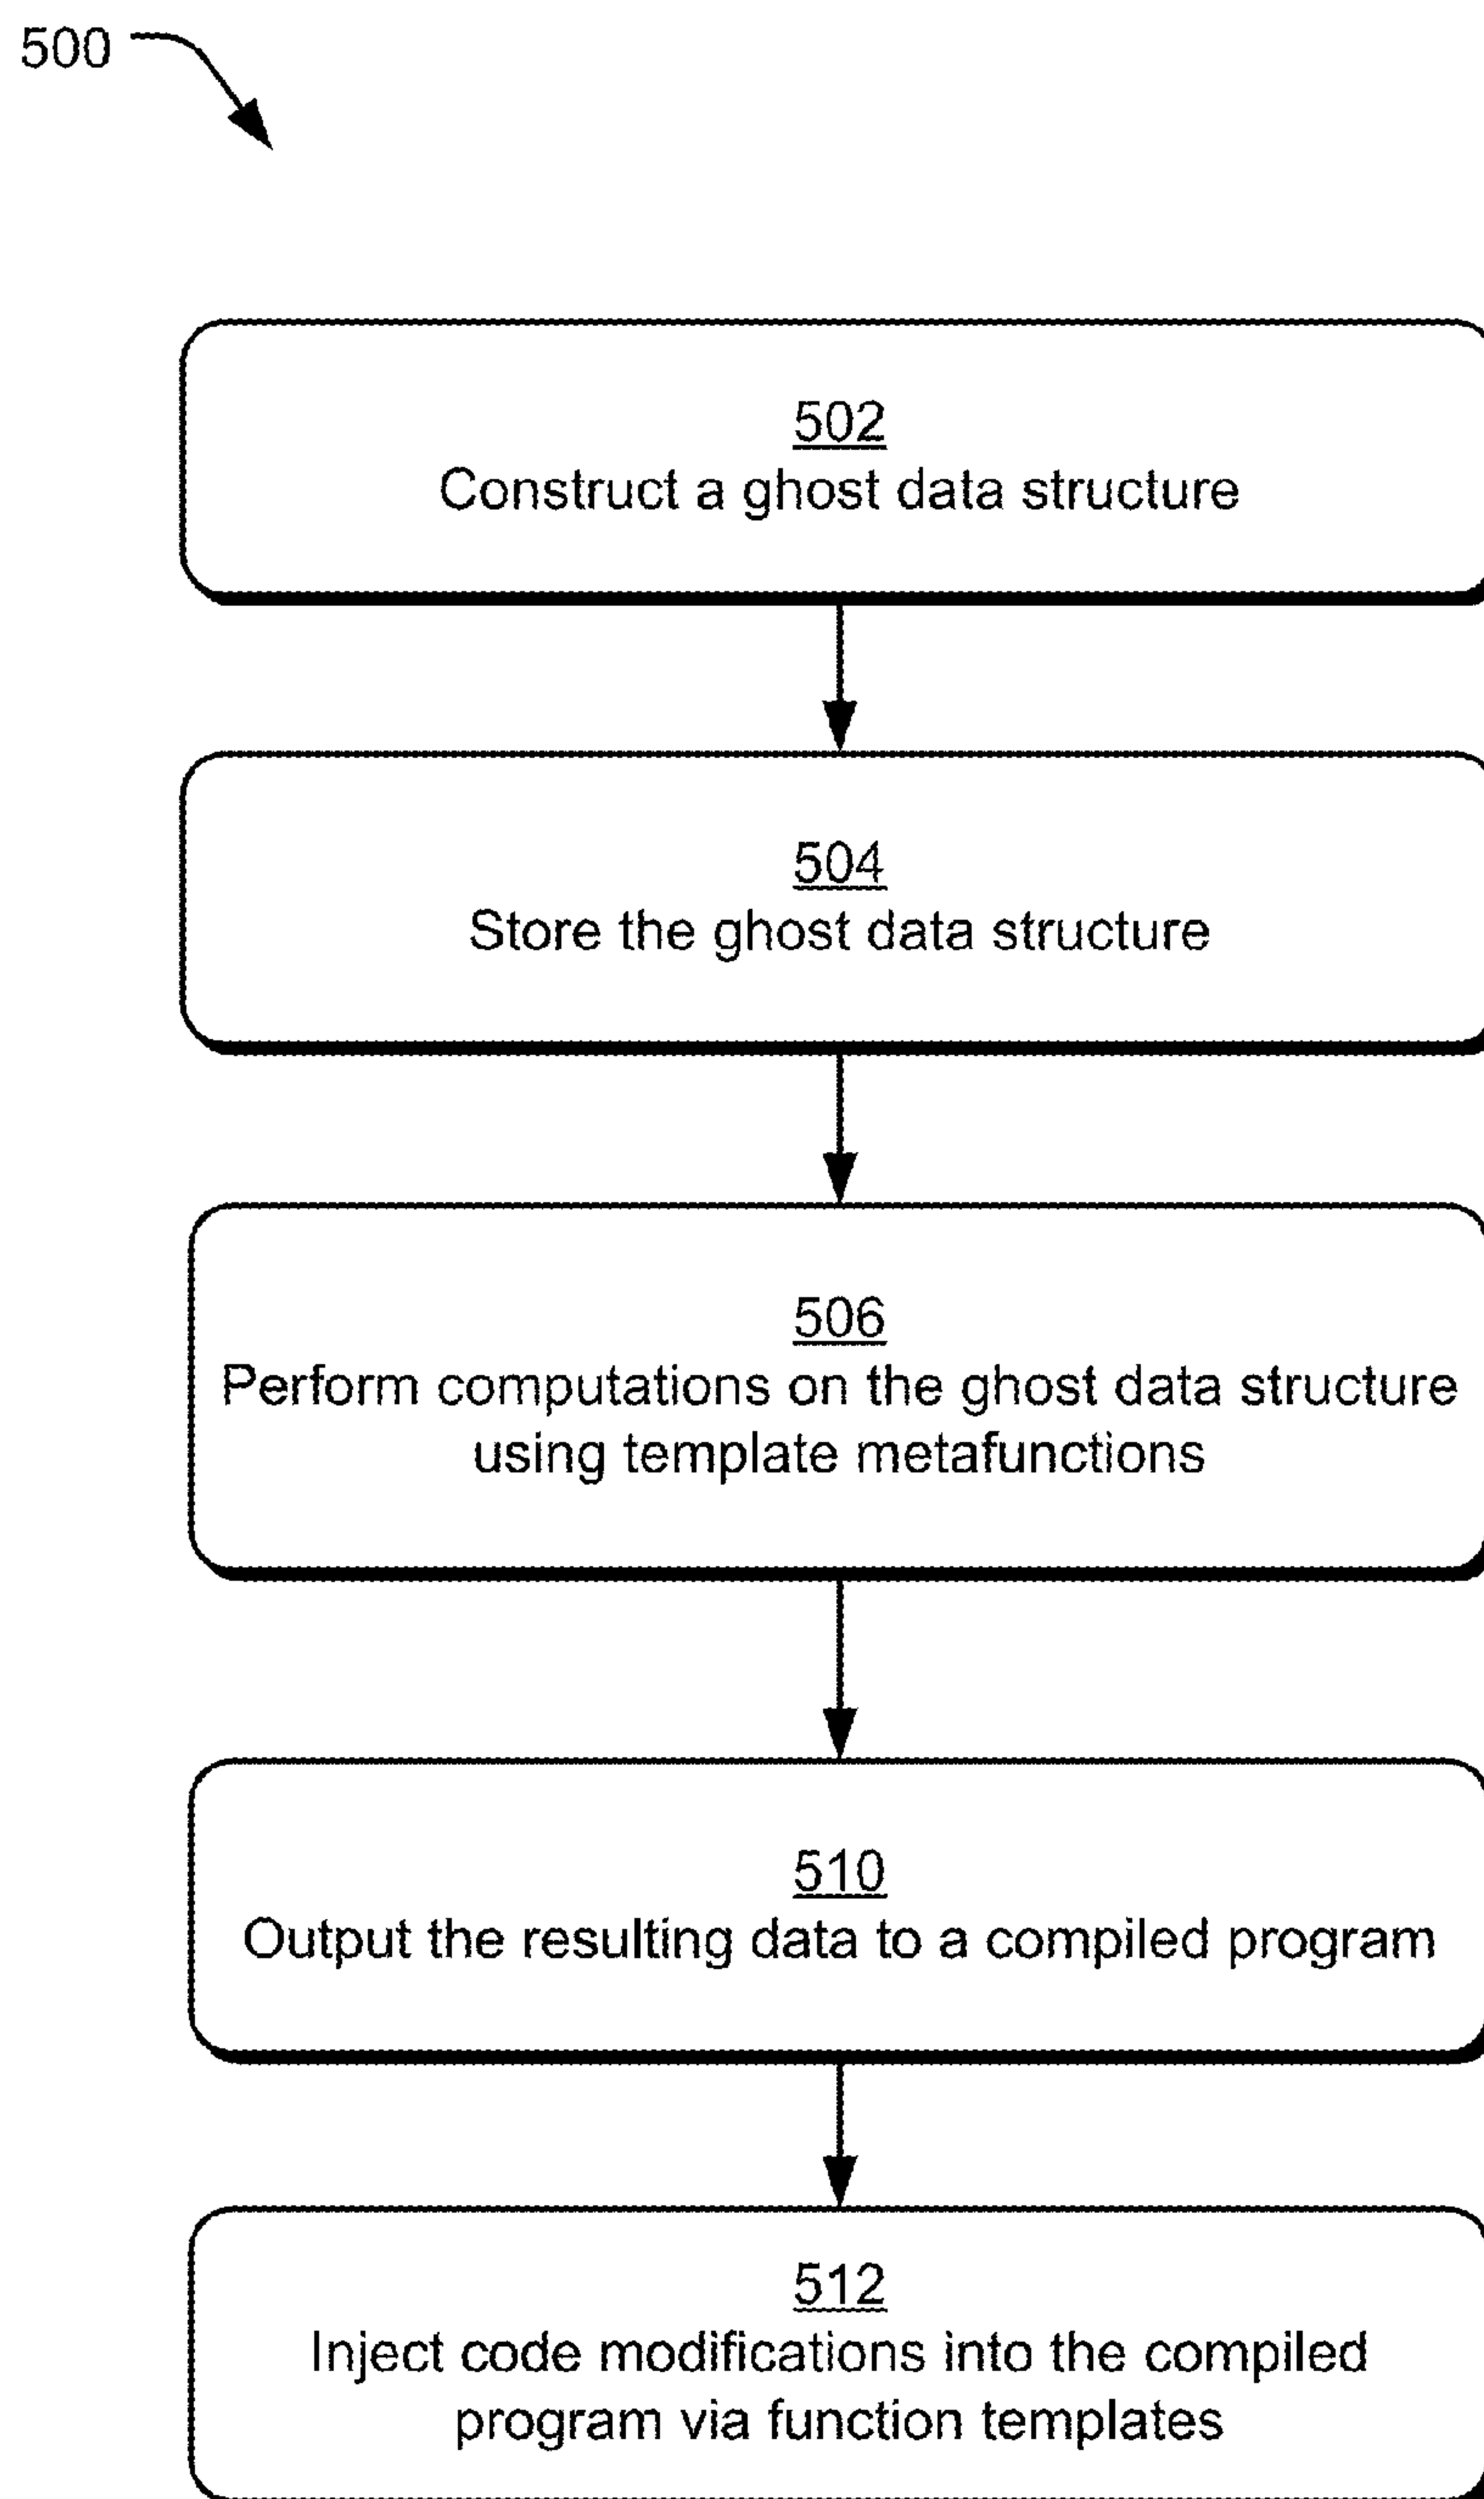 500
502
Construct a ghost data structure
504
Store the ghost data structure
506
Perform computations on the ghost data structure
using template metafunctions
510
Output the resulting data to a compiled program
512
Inject code modifications into the compiled
program via function templates